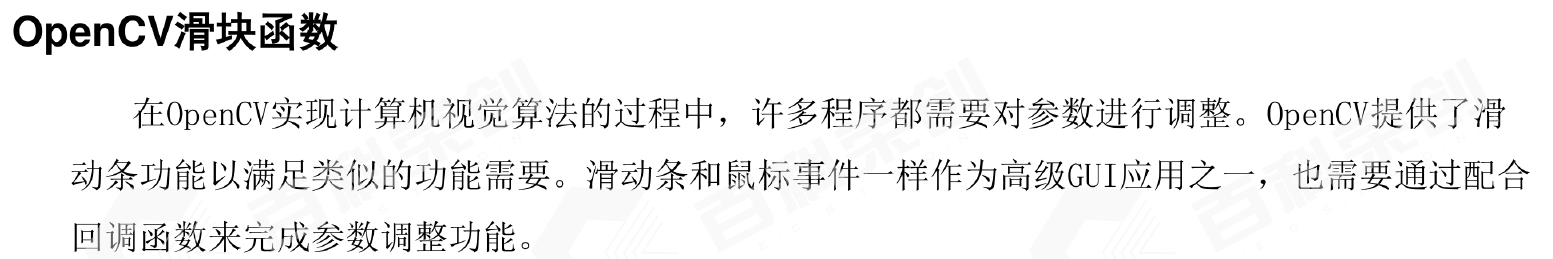 OpenCV滑块函数
在OpenCV实现计算机视觉算法的过程中，许多程序都需要对参数进行调整。OpenCV提供了滑
动条功能以满足类似的功能需要。滑动条和鼠标事件一样作为高级GUI应用之一，也需要通过配合
回调函数来完成参数调整功能。